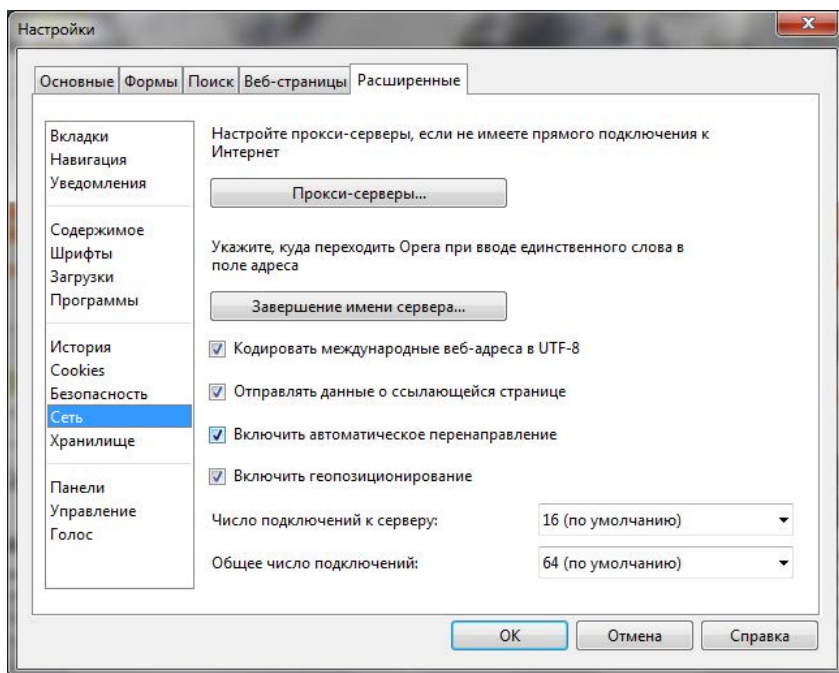 Настройки
Основные Формы Поиск Веб-страницы Расширенные
Вкладки
Навигация
Уведомления
Содержимое
Шрифты
Загрузки
Программы
История
Cookies
Безопасность
Сеть
Хранилище
Панели
Управление
Голос
Настройте прокси-серверы, если не имеете прямого подключения к
Интернет
Прокси-серверы...
Укажите, куда переходить Opera при вводе единственного слова в
поле адреса
Завершение имени сервера...
Кодировать международные веб-адреса в UTF-8
Отправлять данные о ссылающейся странице
Включить автоматическое перенаправление
Включить геопозиционирование
Число подключений к серверу: 16 (по умолчанию)
Общее число подключений: 64 (по умолчанию)
OK Отмена Справка